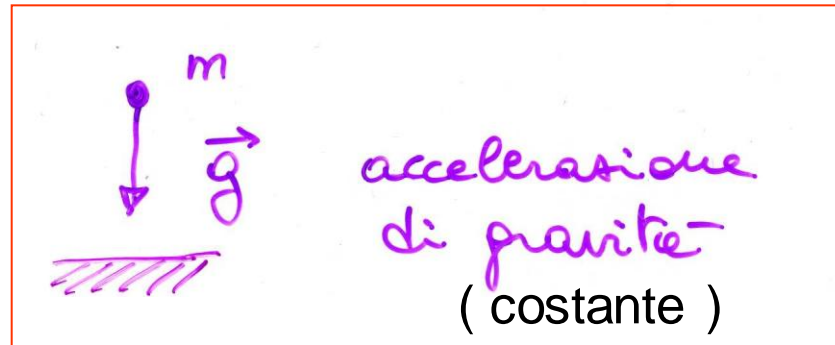 m
g
accelerazione
di gravità
( costante )